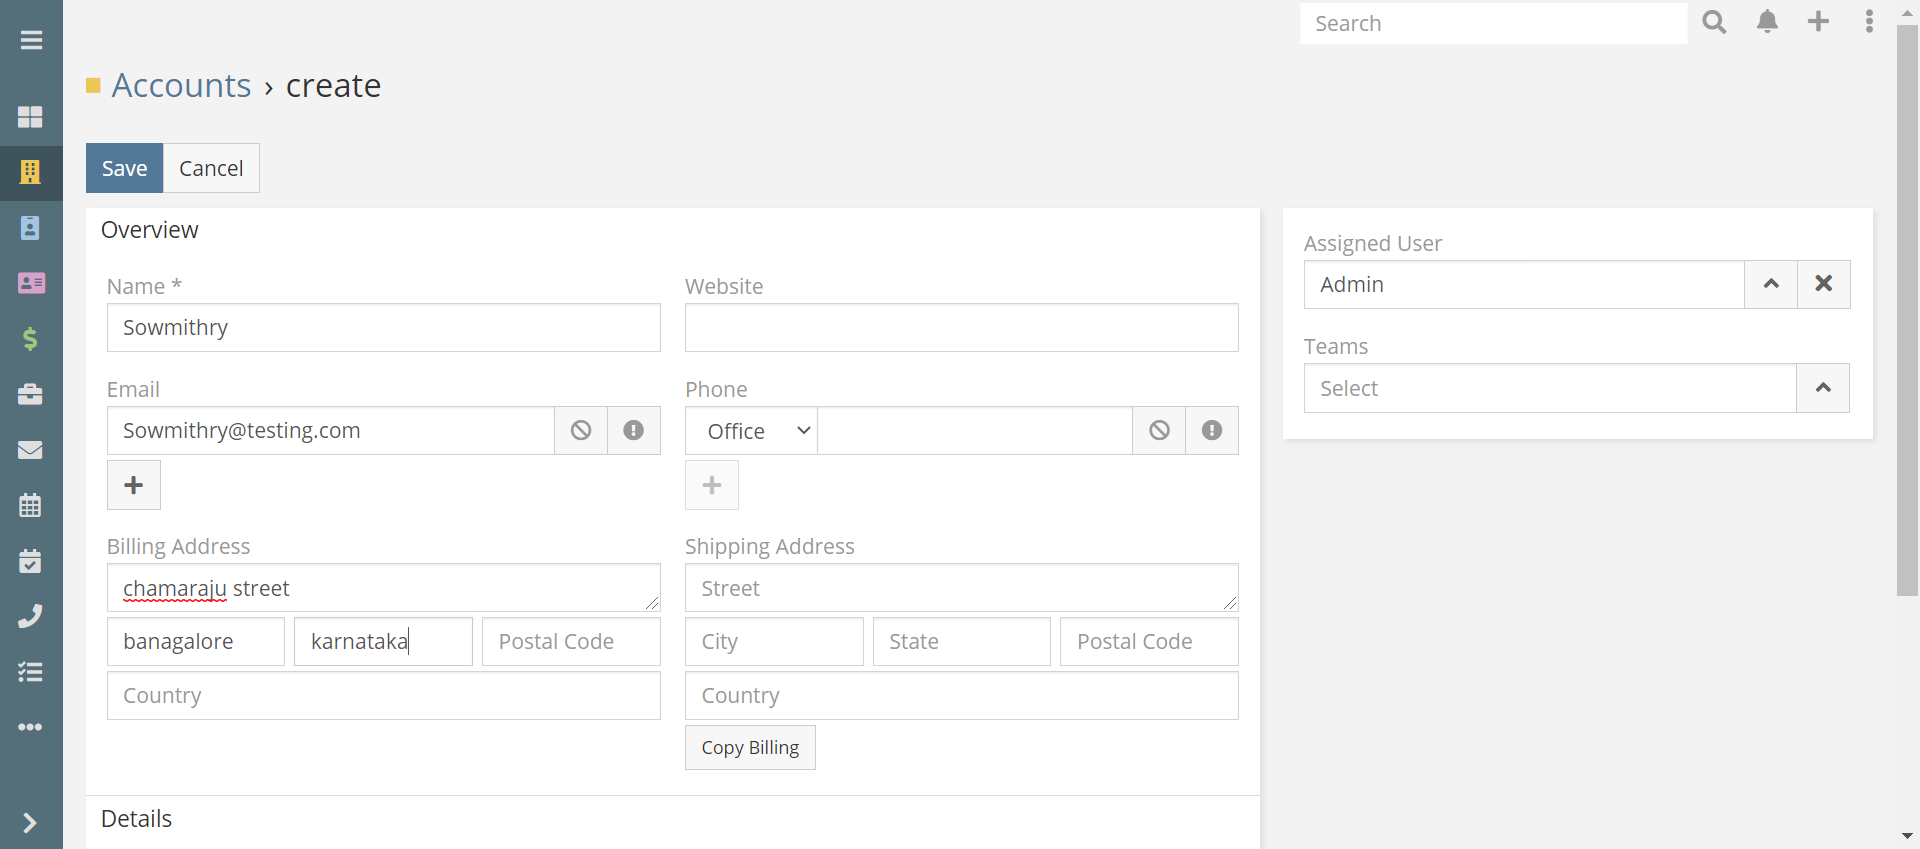 Search
Accounts › create
Save
Cancel
Overview
Name *
Website
Sowmithry
Email
Phone
Sowmithry@testing.com
Office
Billing Address
Shipping Address
chamaraju street
Street
banagalore
karnataka
Postal Code
City
State
Postal Code
Country
Country
Copy Billing
Details
Assigned User
Admin
Teams
Select